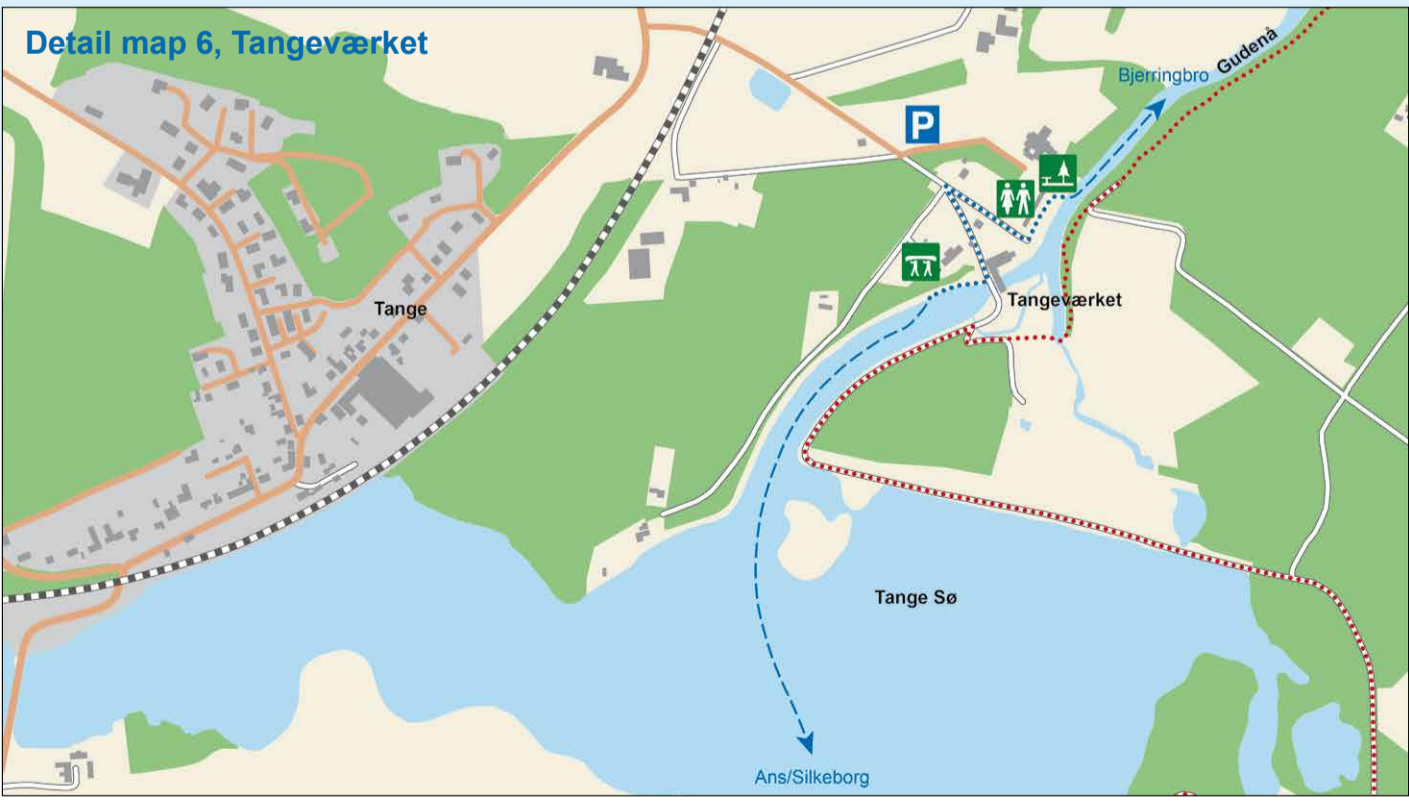 Detail map 6, Tangeværket
Gudenå
Bjerringbro
P
Tangeværket
Tange
Tange Sø
Ans/Silkeborg